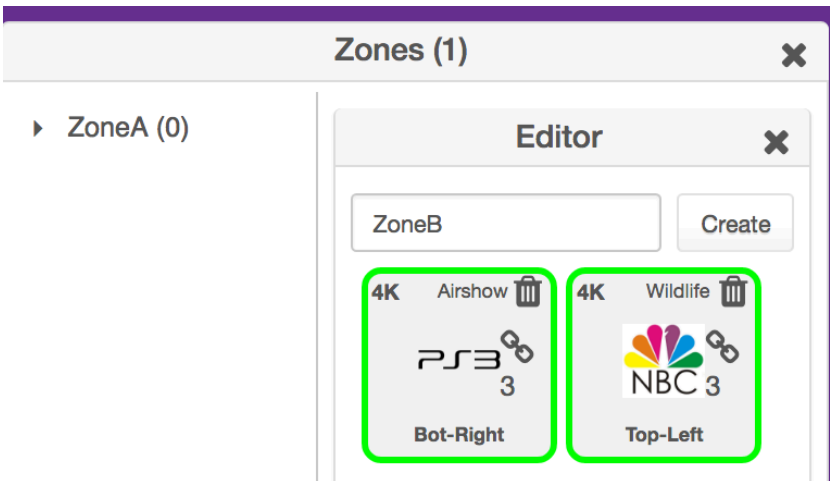 Zones (1)
ZoneA (0)
Editor
ZoneB
Create
4K Airshow
PS3
3
Bot-Right
4K Wildlife
NBC
3
Top-Left